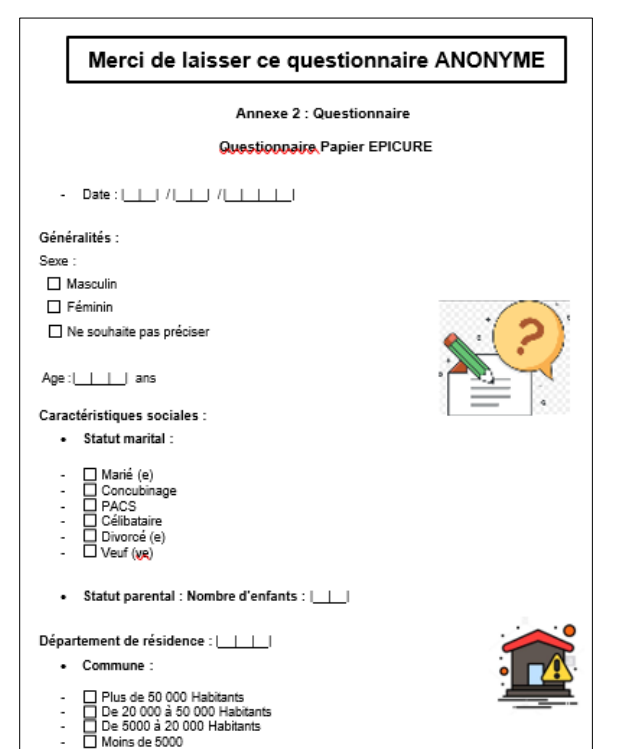 Merci de laisser ce questionnaire ANONYME
Annexe 2 : Questionnaire
Questionnaire Papier EPICURE
- Date : |__|__| /|__|__| /|__|__|__|__|
Généralités :
Sexe :
☐ Masculin
☐ Féminin
☐ Ne souhaite pas préciser
?
Age :|__|__|__| ans
Caractéristiques sociales :
• Statut marital :
- ☐ Marié (e)
- ☐ Concubinage
- ☐ PACS
- ☐ Célibataire
- ☐ Divorcé (e)
- ☐ Veuf (ve)
• Statut parental : Nombre d'enfants : |__|__|
Département de résidence : |__|__|__|
• Commune :
- ☐ Plus de 50 000 Habitants
- ☐ De 20 000 à 50 000 Habitants
- ☐ De 5000 à 20 000 Habitants
- ☐ Moins de 5000